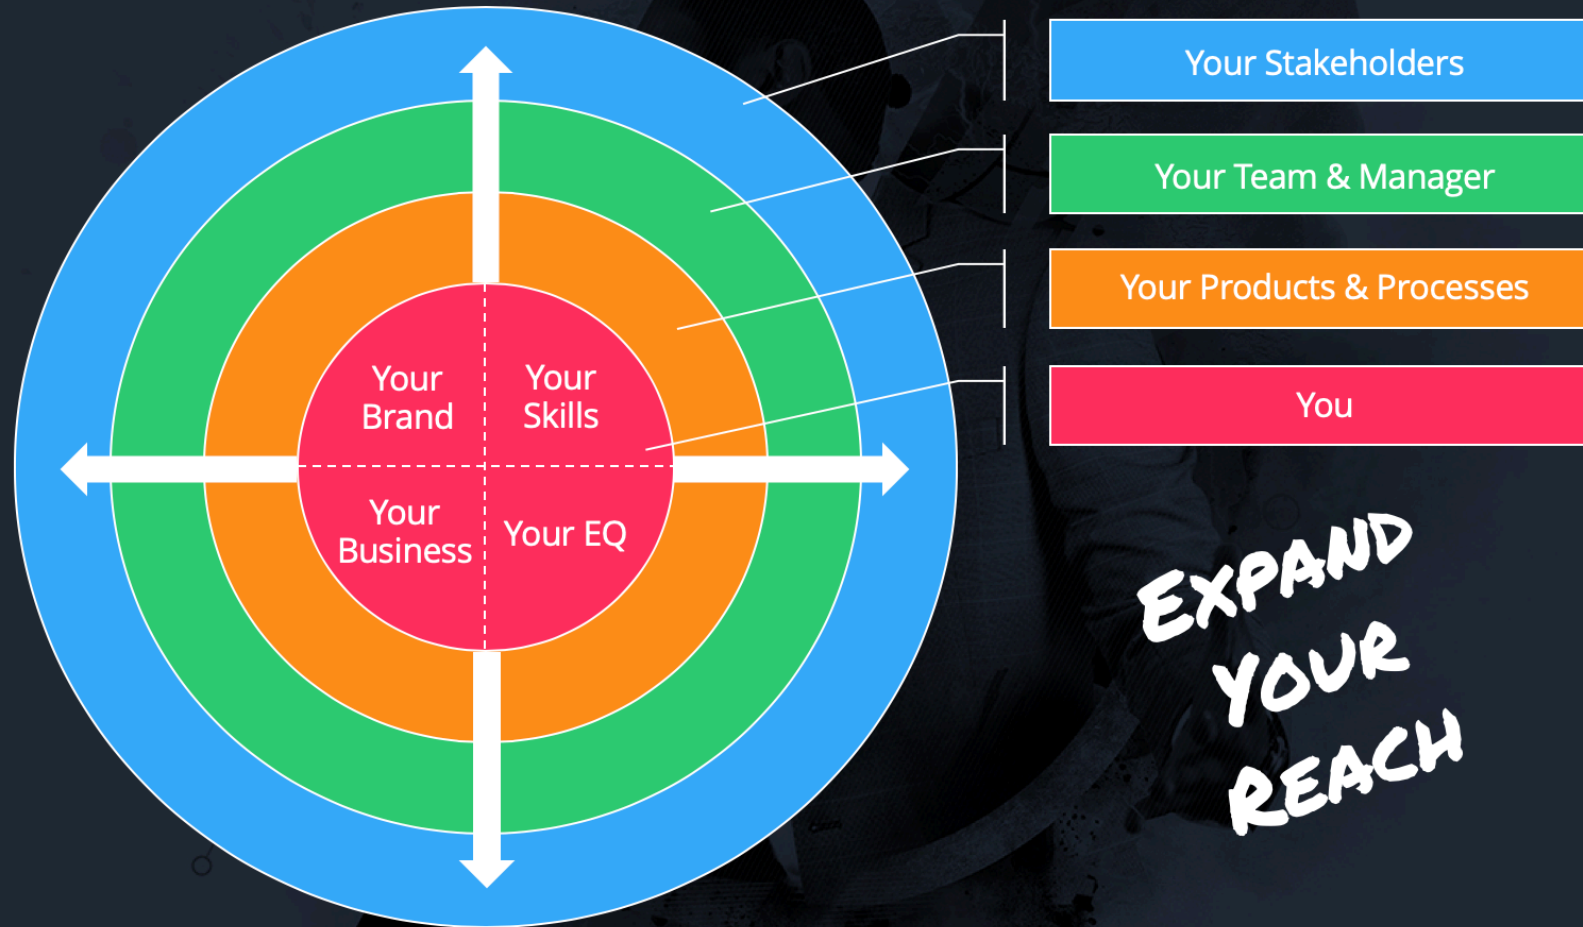 Your Stakeholders
Your Team & Manager
Your Products & Processes
You
Your
Brand
Your
Skills
Your
Business
Your EQ
EXPAND
YOUR
REACH